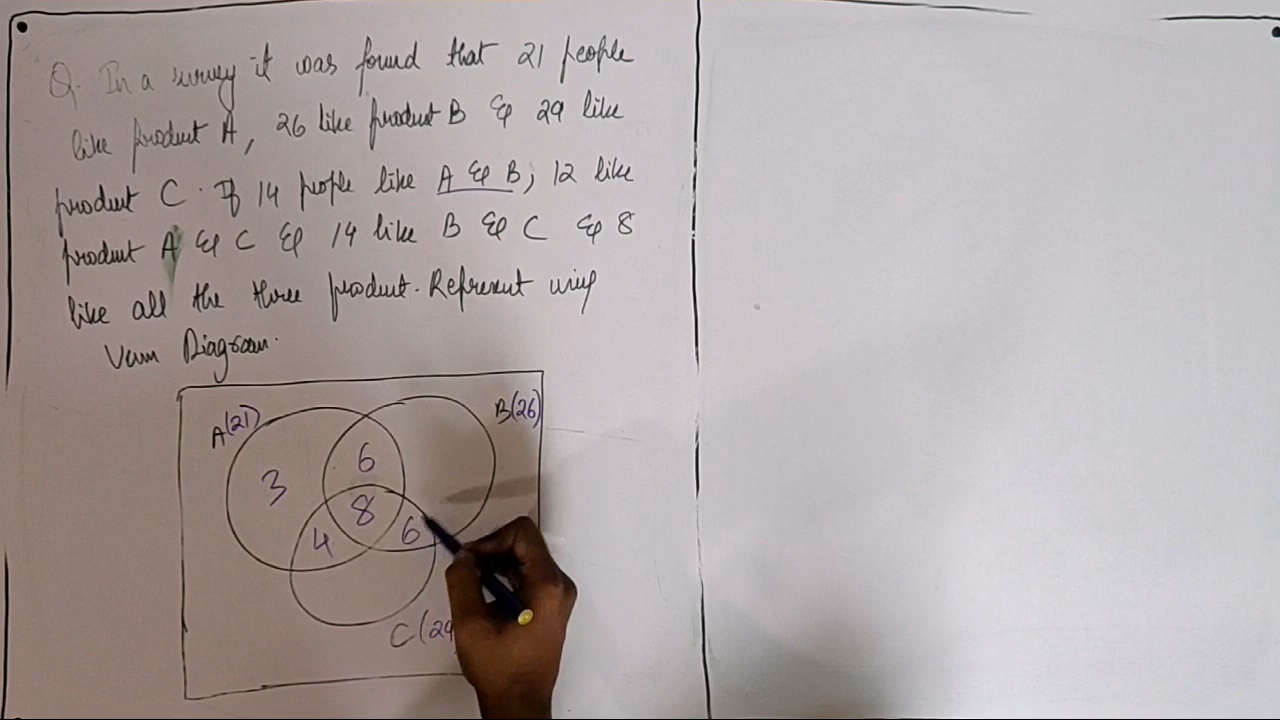 Q. In a survey it was found that 21 people
like product A, 26 like product B & 29 like
product C. If 14 people like A & B, 12 like
product A & C & 14 like B & C & 8
like all the three product. Represent using
Venn Diagram.
A(21)
B(26)
6
3
8
4
6
C(29